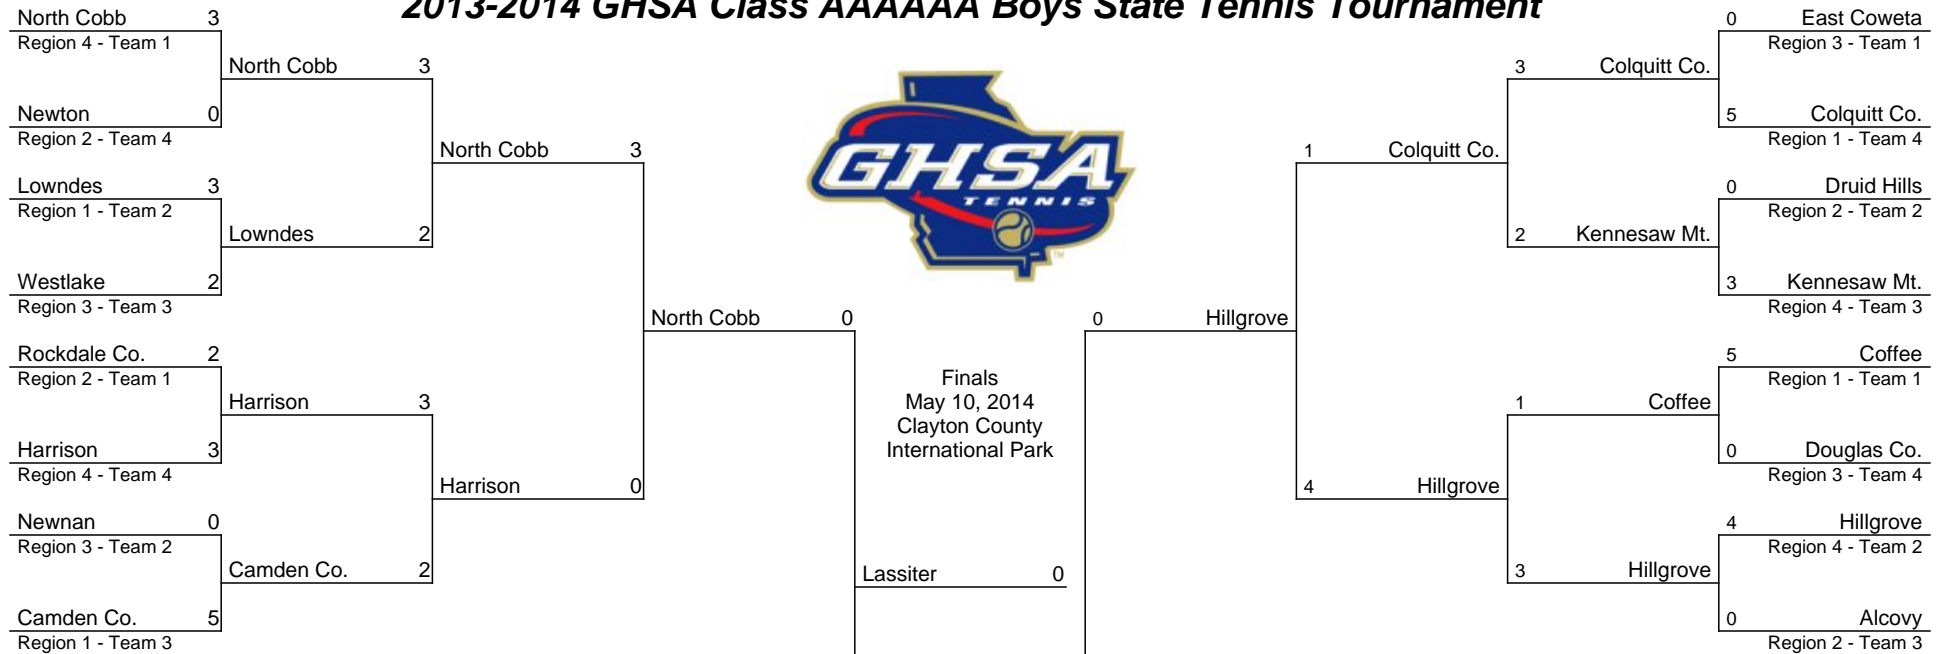 2013-2014 GHSA Class AAAAAA Boys State Tennis Tournament
North Cobb 3
Region 4 - Team 1
North Cobb 3
Newton 0
Region 2 - Team 4
North Cobb 3
Lowndes 3
Region 1 - Team 2
Lowndes 2
Westlake 2
Region 3 - Team 3
North Cobb 0
Rockdale Co. 2
Region 2 - Team 1
Harrison 3
Harrison 3
Region 4 - Team 4
Harrison 0
Newnan 0
Region 3 - Team 2
Camden Co. 2
Camden Co. 5
Region 1 - Team 3
GHSA
TENNIS
TM
Finals
May 10, 2014
Clayton County
International Park
Lassiter 0
0 East Coweta
Region 3 - Team 1
3 Colquitt Co.
5 Colquitt Co.
Region 1 - Team 4
1 Colquitt Co.
0 Druid Hills
Region 2 - Team 2
2 Kennesaw Mt.
3 Kennesaw Mt.
Region 4 - Team 3
0 Hillgrove
5 Coffee
Region 1 - Team 1
1 Coffee
0 Douglas Co.
Region 3 - Team 4
4 Hillgrove
4 Hillgrove
Region 4 - Team 2
3 Hillgrove
0 Alcovy
Region 2 - Team 3